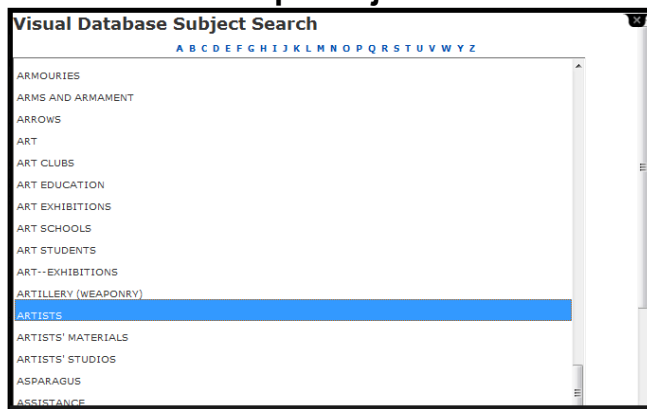 Visual Database Subject Search
A B C D E F G H I J K L M N O P Q R S T U V W Y Z
ARMOURIES
ARMS AND ARMAMENT
ARROWS
ART
ART CLUBS
ART EDUCATION
ART EXHIBITIONS
ART SCHOOLS
ART STUDENTS
ART--EXHIBITIONS
ARTILLERY (WEAPONRY)
ARTISTS
ARTISTS' MATERIALS
ARTISTS' STUDIOS
ASPARAGUS
ASSISTANCE